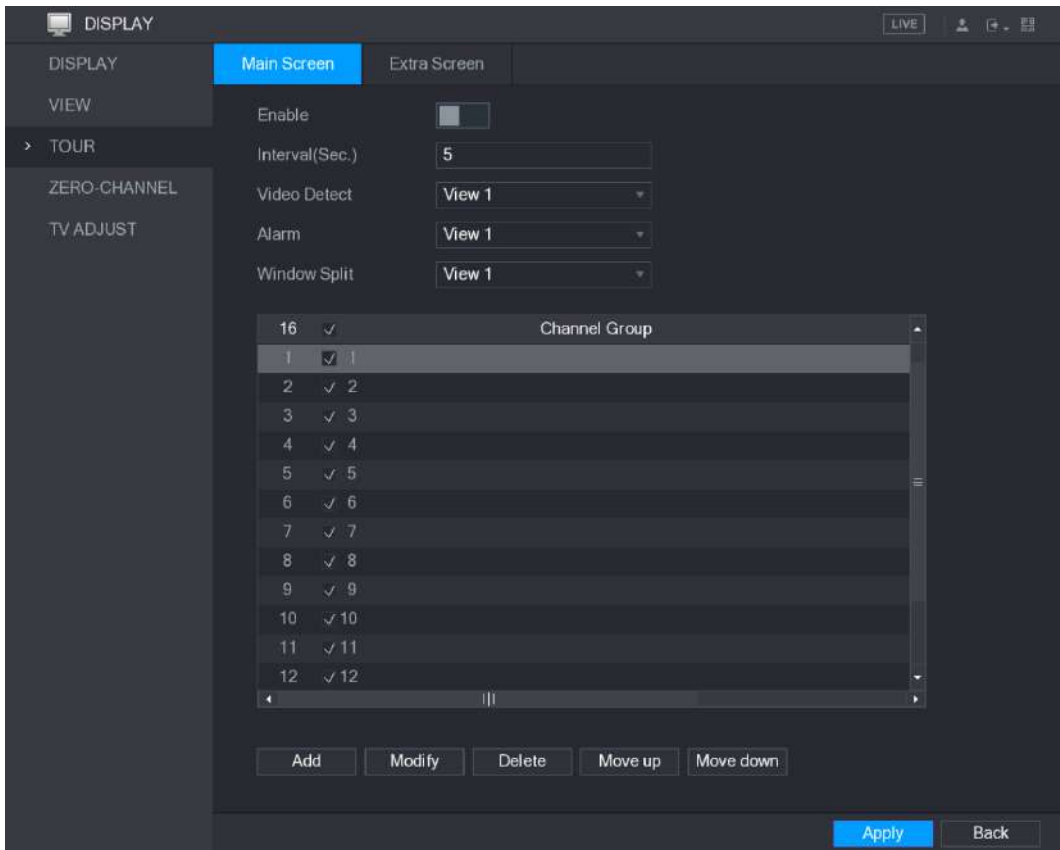 DISPLAY LIVE
DISPLAY
VIEW
TOUR
ZERO-CHANNEL
TV ADJUST
Main Screen Extra Screen
Enable
Interval(Sec.) 5
Video Detect View 1
Alarm View 1
Window Split View 1
16 Channel Group
1 1
2 2
3 3
4 4
5 5
6 6
7 7
8 8
9 9
10 10
11 11
12 12
Add Modify Delete Move up Move down
Apply Back